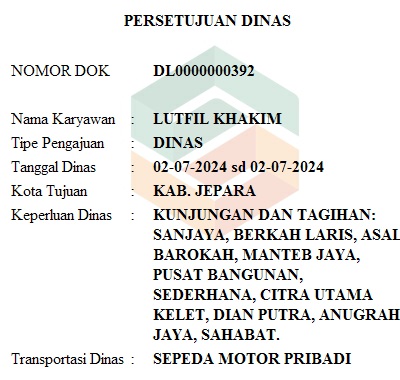 PERSETUJUAN DINAS
NOMOR DOK DL0000000392
Nama Karyawan : LUTFIL KHAKIM
Tipe Pengajuan : DINAS
Tanggal Dinas : 02-07-2024 sd 02-07-2024
Kota Tujuan : KAB. JEPARA
Keperluan Dinas : KUNJUNGAN DAN TAGIHAN:
SANJAYA, BERKAH LARIS, ASAL
BAROKAH, MANTEB JAYA,
PUSAT BANGUNAN,
SEDERHANA, CITRA UTAMA
KELET, DIAN PUTRA, ANUGRAH
JAYA, SAHABAT.
Transportasi Dinas : SEPEDA MOTOR PRIBADI